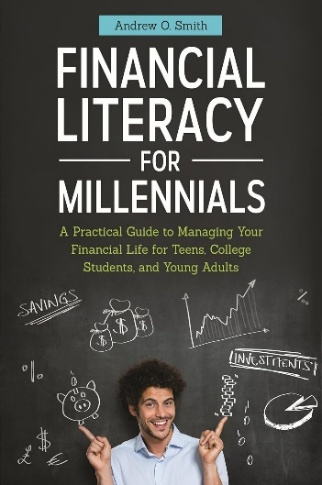 Andrew O. Smith
FINANCIAL
LITERACY
FOR
MILLENNIALS
A Practical Guide to Managing Your
Financial Life for Teens, College
Students, and Young Adults
SAVINGS
%
$ $ $
INVESTMENTS
%
£ $
€